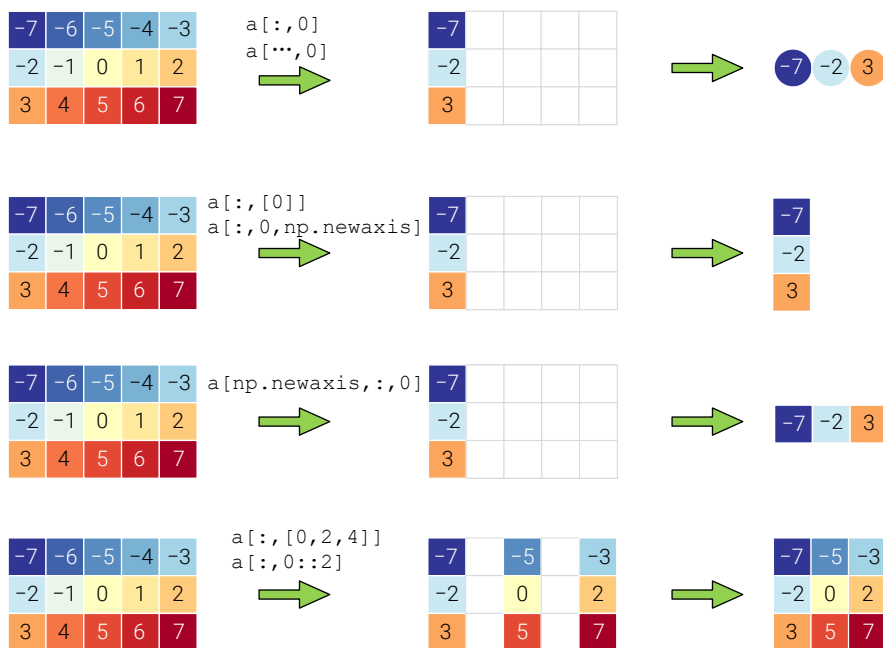 a[:,0]
a[⋯,0]
-7 -6 -5 -4 -3 -7
-2 -1 0 1 2 -2 -7 -2 3
3 4 5 6 7 3
a[:,[0]]
a[:,0,np.newaxis]
-7 -6 -5 -4 -3 -7 -7
-2 -1 0 1 2 -2 -2
3 4 5 6 7 3 3
a[np.newaxis,:,0]
-7 -6 -5 -4 -3 -7
-2 -1 0 1 2 -2 -7 -2 3
3 4 5 6 7 3
a[:,[0,2,4]]
a[:,0::2]
-7 -6 -5 -4 -3 -7 -5 -3 -7 -5 -3
-2 -1 0 1 2 -2 0 2 -2 0 2
3 4 5 6 7 3 5 7 3 5 7